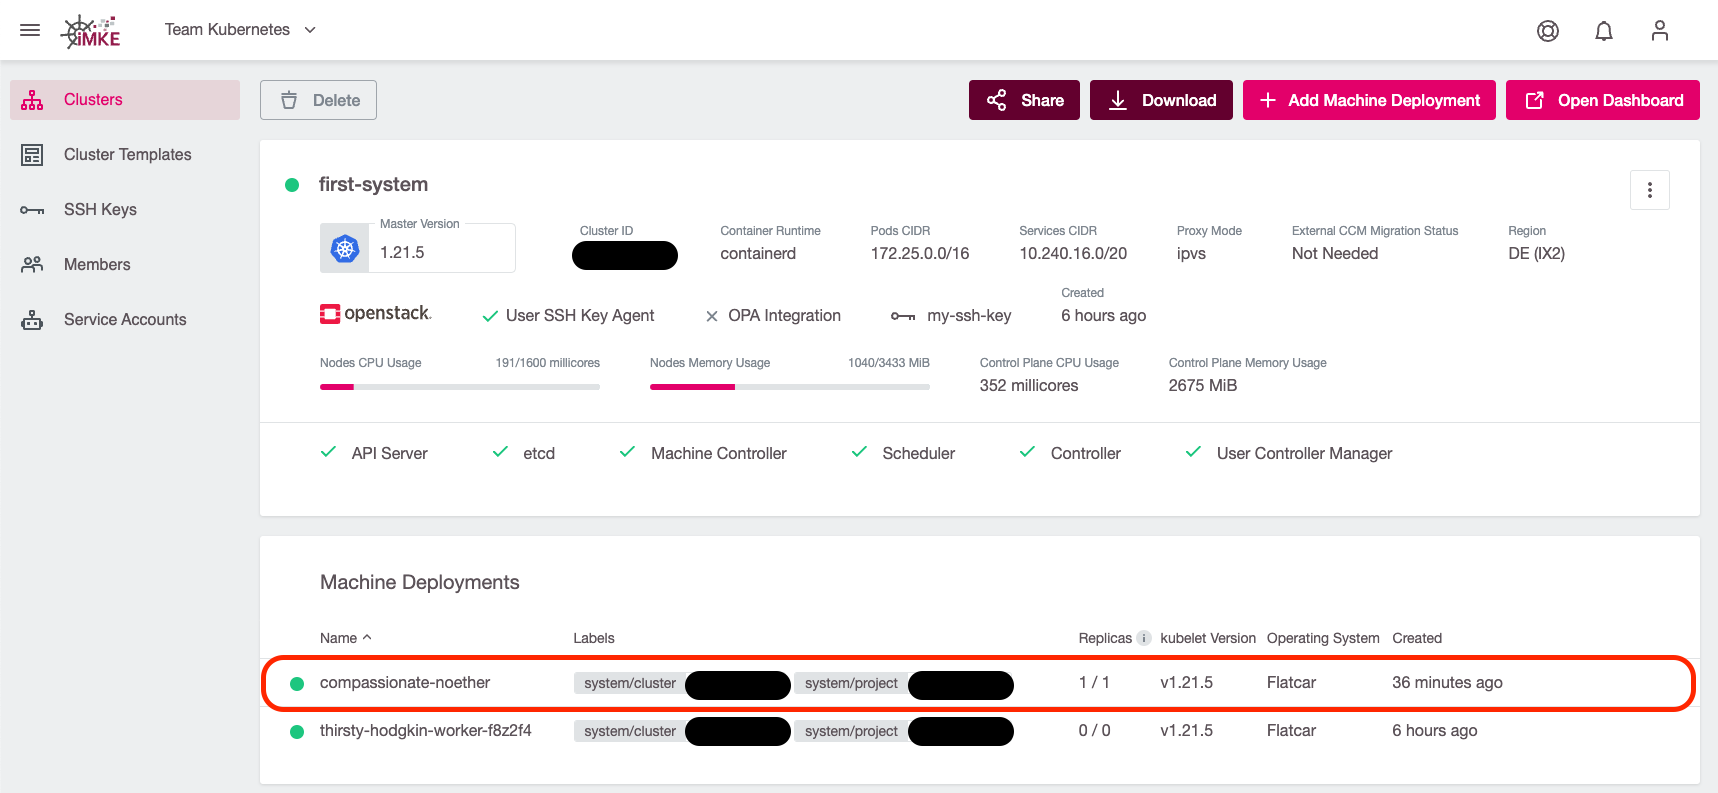 iMKE Team Kubernetes
Clusters
Cluster Templates
SSH Keys
Members
Service Accounts
Delete Share Download Add Machine Deployment Open Dashboard
first-system
Master Version Cluster ID Container Runtime Pods CIDR Services CIDR Proxy Mode External CCM Migration Status Region
1.21.5 containerd 172.25.0.0/16 10.240.16.0/20 ipvs Not Needed DE (IX2)
Created
openstack. User SSH Key Agent OPA Integration my-ssh-key 6 hours ago
Nodes CPU Usage 191/1600 millicores Nodes Memory Usage 1040/3433 MiB Control Plane CPU Usage Control Plane Memory Usage
352 millicores 2675 MiB
API Server etcd Machine Controller Scheduler Controller User Controller Manager
Machine Deployments
Name Labels Replicas i kubelet Version Operating System Created
compassionate-noether system/cluster system/project 1 / 1 v1.21.5 Flatcar 36 minutes ago
thirsty-hodgkin-worker-f8z2f4 system/cluster system/project 0 / 0 v1.21.5 Flatcar 6 hours ago